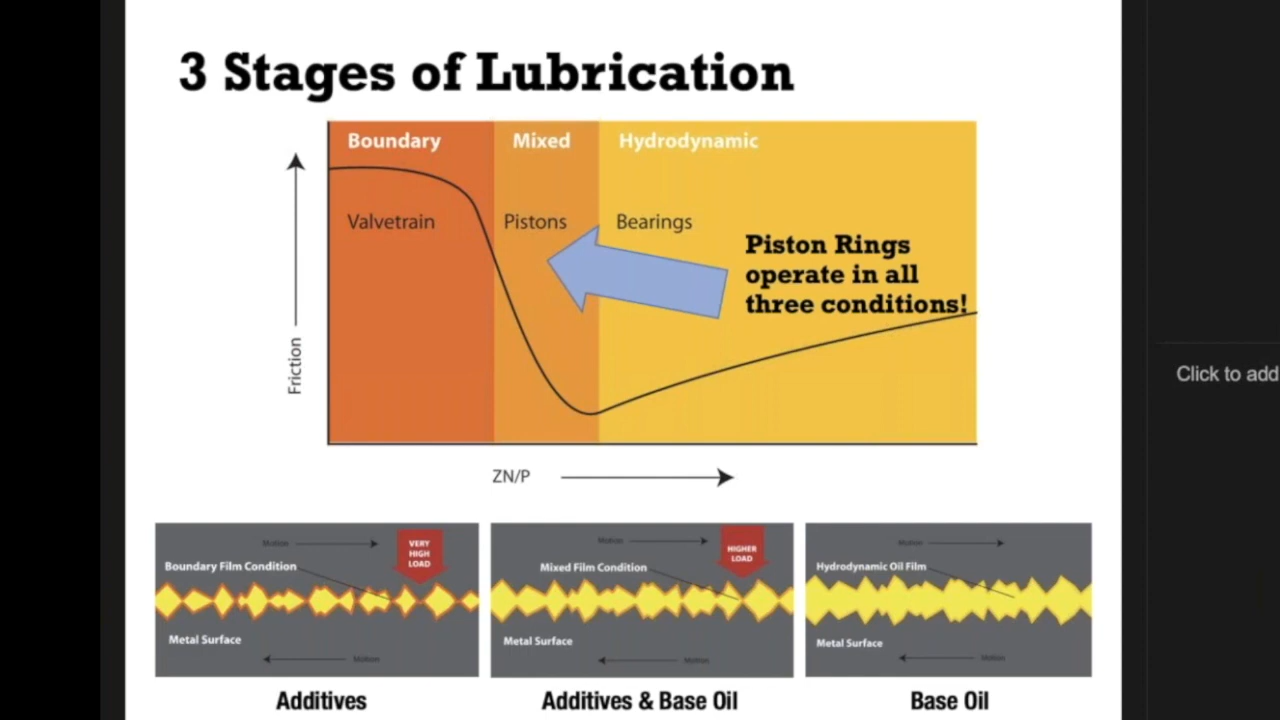 3 Stages of Lubrication
Boundary
Mixed
Hydrodynamic
Valvetrain
Pistons
Bearings
Piston Rings
operate in all
three conditions!
Friction
ZN/P
Click to add
Motion
VERY
HIGH
LOAD
Boundary Film Condition
Metal Surface
Motion
Additives
Motion
HIGHER
LOAD
Mixed Film Condition
Metal Surface
Motion
Additives & Base Oil
Motion
Hydrodynamic Oil Film
Metal Surface
Motion
Base Oil